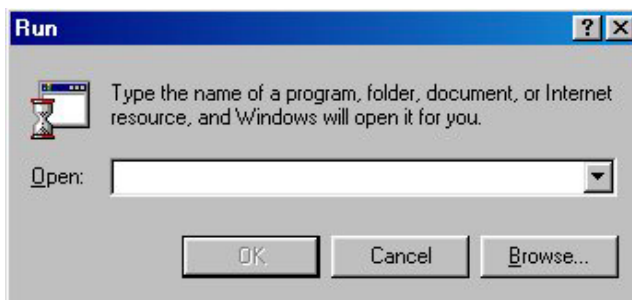 Run
Type the name of a program, folder, document, or Internet
resource, and Windows will open it for you.
Open:
OK
Cancel
Browse...